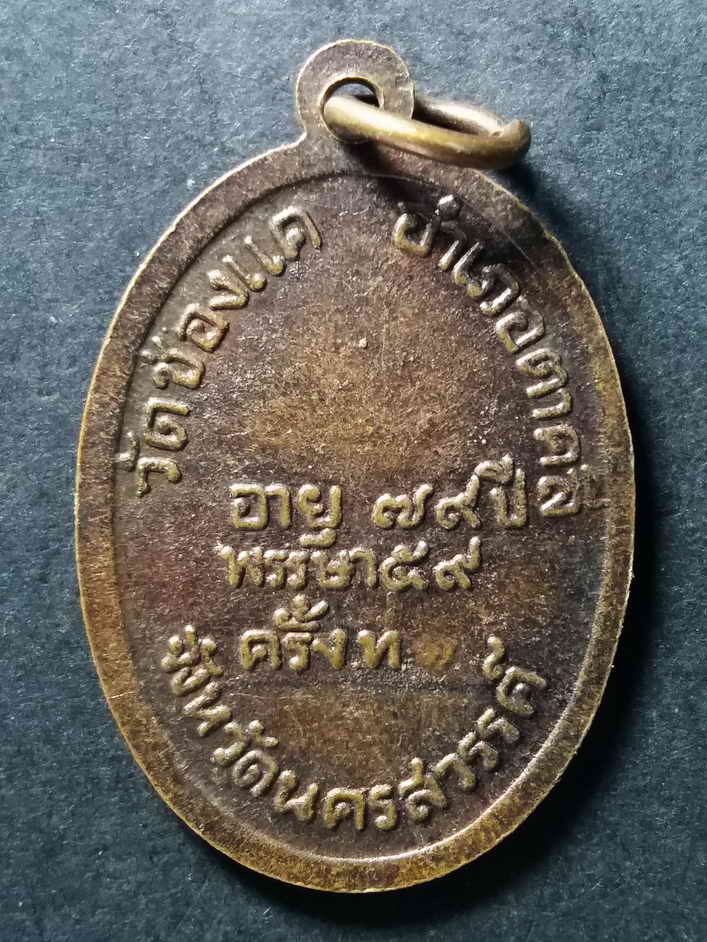 วัดช่องแค
อำเภอตาคลี
อายุ ๗๙ ปี
พรรษา ๕๙
ครั้งที่ ๑
จังหวัดนครสวรรค์